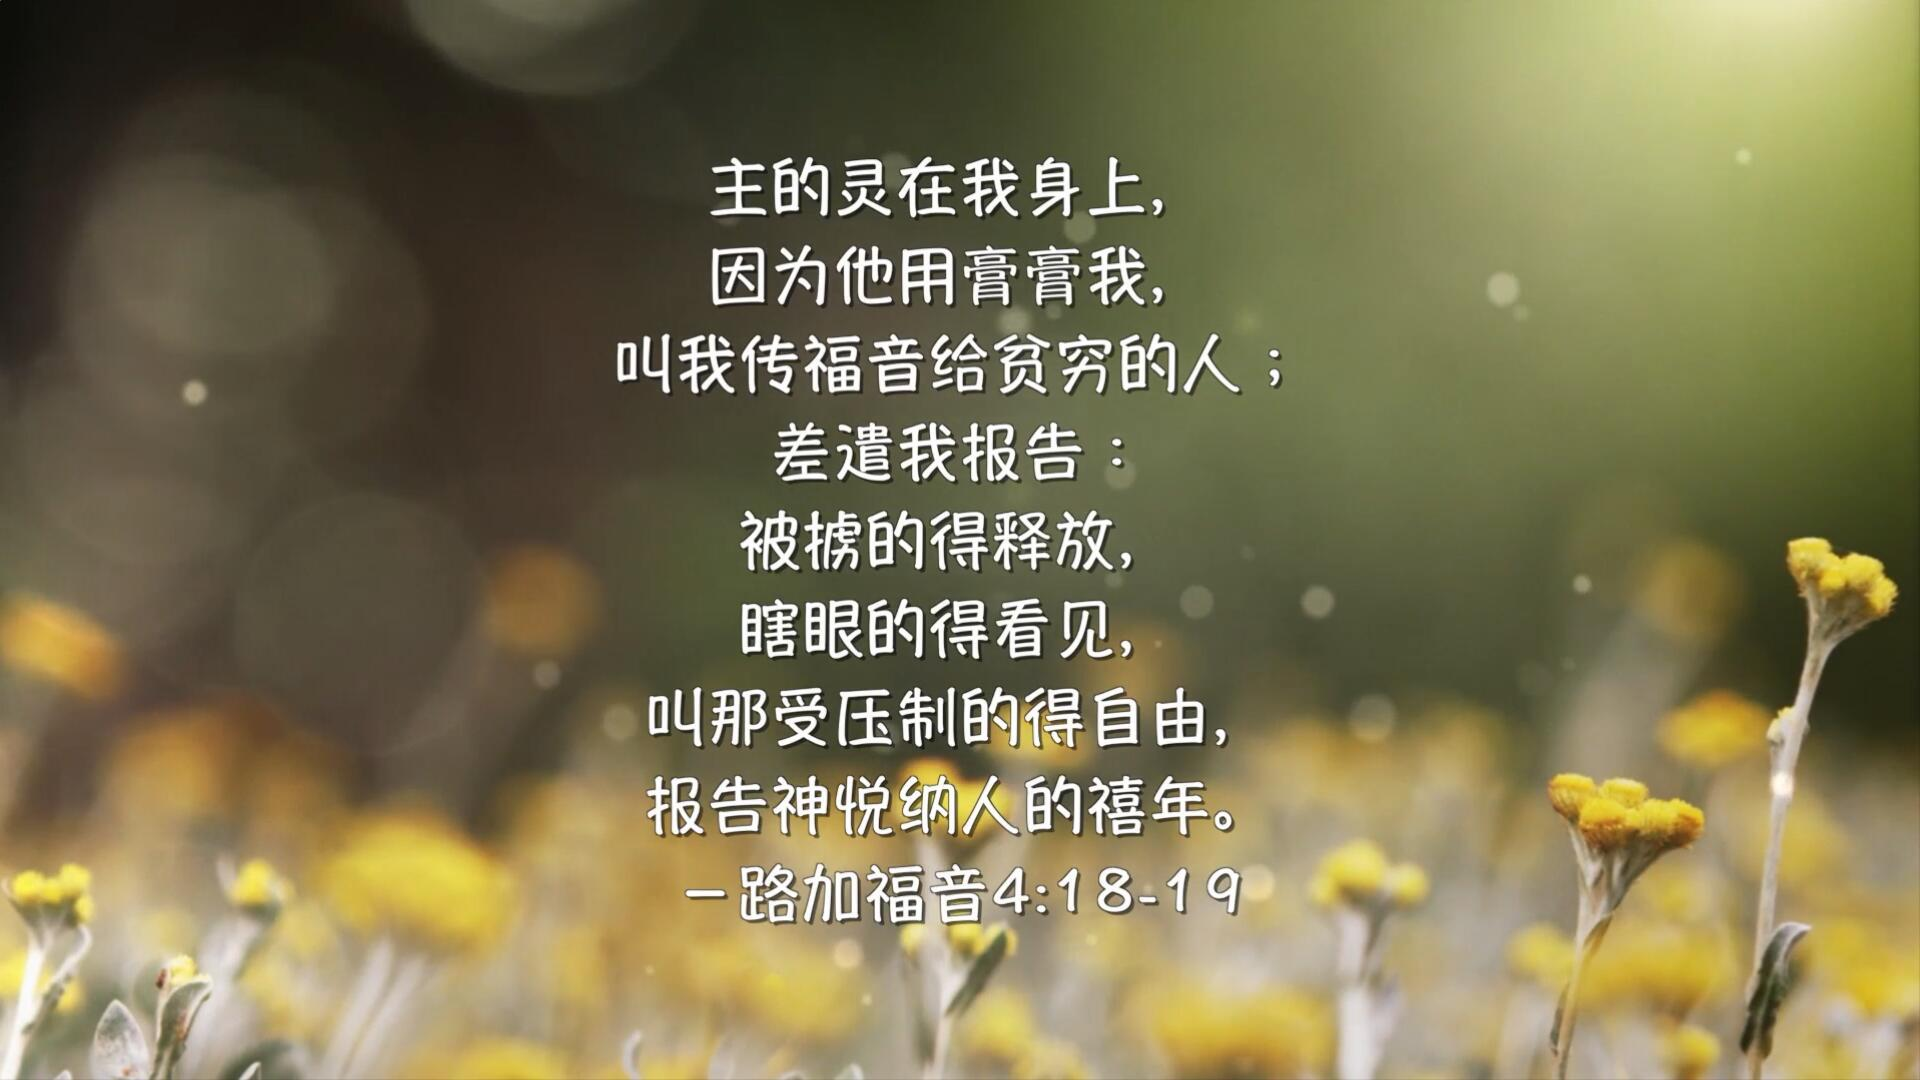 主的灵在我身上,
因为他用膏膏我,
叫我传福音给贫穷的人；
差遣我报告：
被掳的得释放,
瞎眼的得看见,
叫那受压制的得自由,
报告神悦纳人的禧年。
–路加福音4:18-19